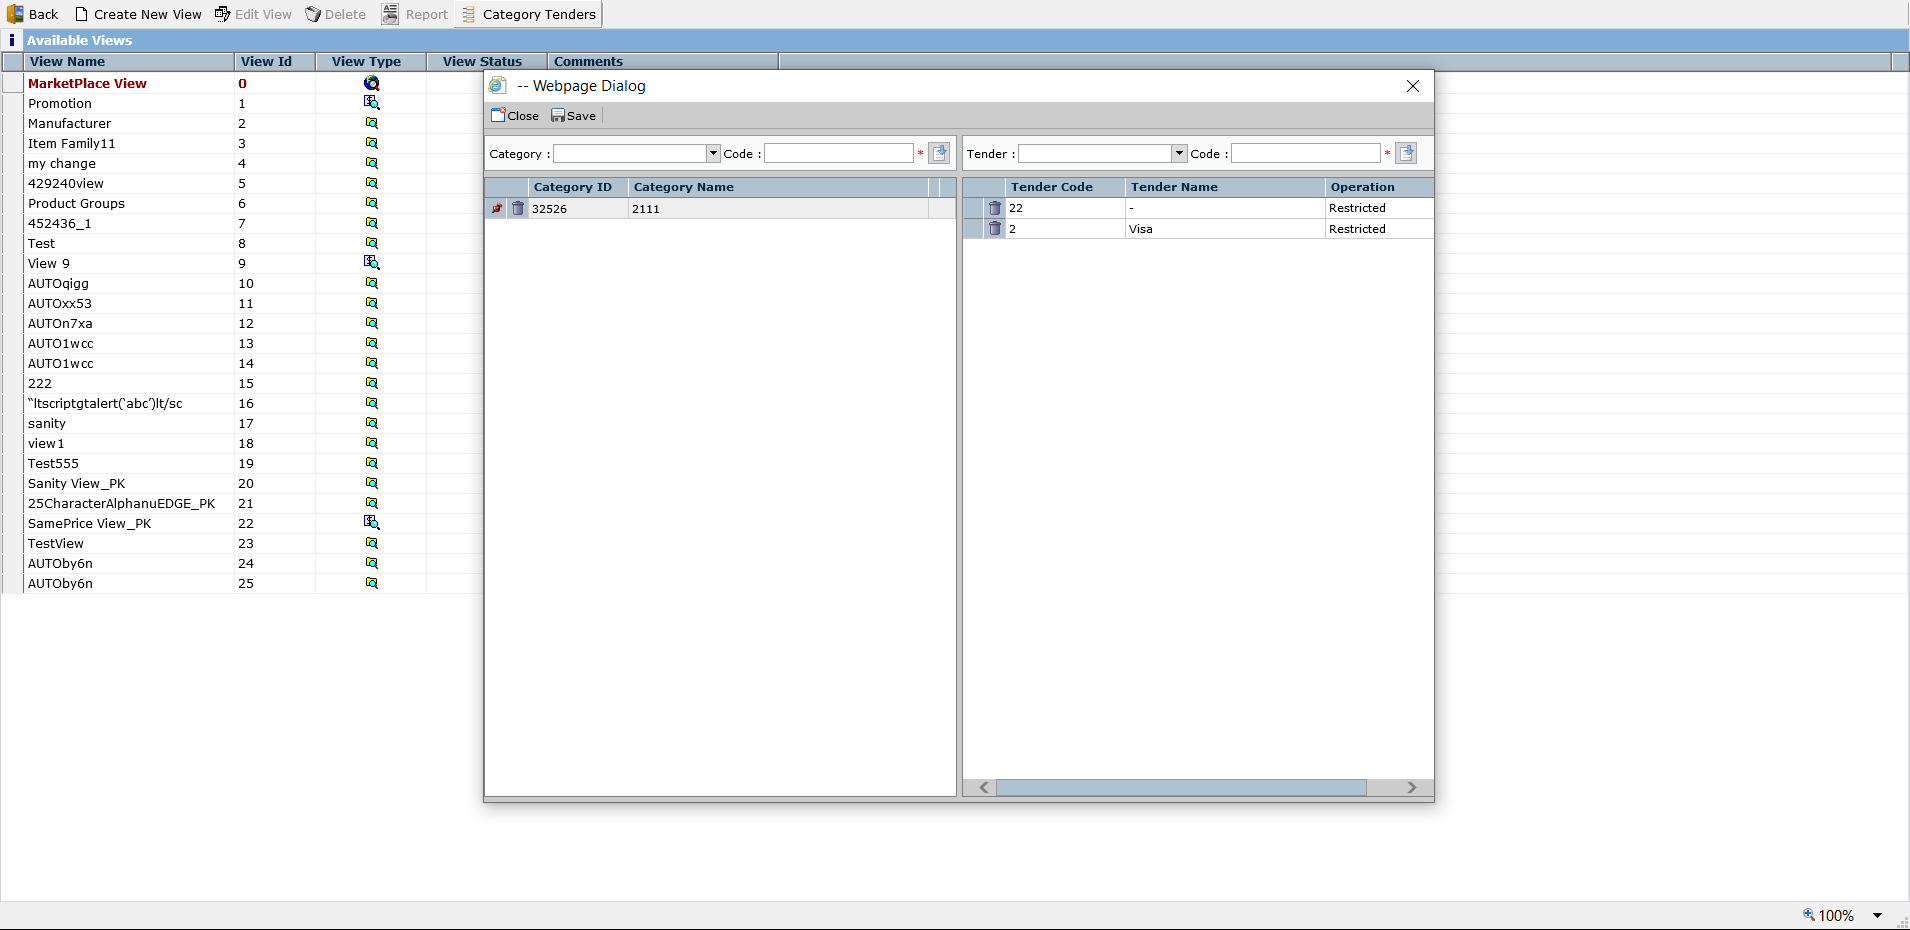 Back Create New View Edit View Delete Report Category Tenders
i Available Views
View Name View Id View Type View Status Comments
MarketPlace View 0
Promotion 1
Manufacturer 2
Item Family11 3
my change 4
429240view 5
Product Groups 6
452436_1 7
Test 8
View 9 9
AUTOqigg 10
AUTOxx53 11
AUTOn7xa 12
AUTO1wcc 13
AUTO1wcc 14
222 15
“ltscriptgtalert(‘abc’)lt/sc 16
sanity 17
view1 18
Test555 19
Sanity View_PK 20
25CharacterAlphanuEDGE_PK 21
SamePrice View_PK 22
TestView 23
AUTOby6n 24
AUTOby6n 25
-- Webpage Dialog
Close Save
Category : Code : *
Category ID Category Name
32526 2111
Tender : Code : *
Tender Code Tender Name Operation
22 - Restricted
2 Visa Restricted
100%